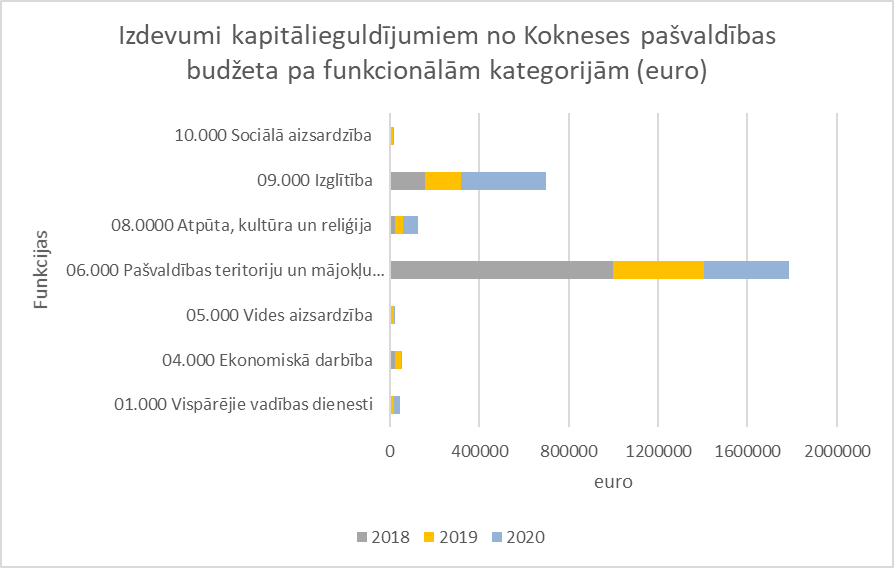 Izdevumi kapitālieguldījumiem no Kokneses pašvaldības
budžeta pa funkcionālām kategorijām (euro)
Funkcijas
10.000 Sociālā aizsardzība
09.000 Izglītība
08.0000 Atpūta, kultūra un reliģija
06.000 Pašvaldības teritoriju un mājokļu...
05.000 Vides aizsardzība
04.000 Ekonomiskā darbība
01.000 Vispārējie vadības dienesti
0 400000 800000 1200000 1600000 2000000
euro
2018 2019 2020